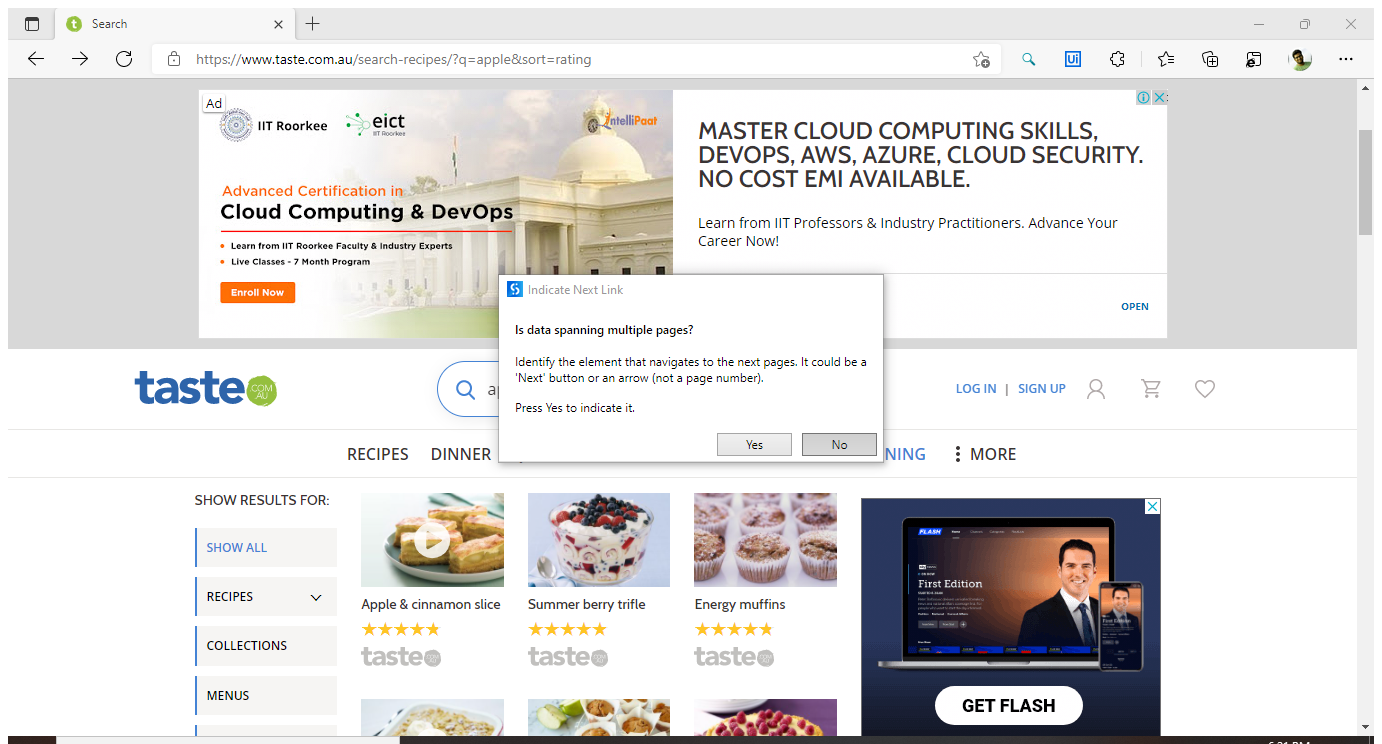 Search
https://www.taste.com.au/search-recipes/?q=apple&sort=rating
Ui
Ad
IIT Roorkee
eict
IIT Roorkee
intelliPaat
Advanced Certification in
Cloud Computing & DevOps
• Learn from IIT Roorkee Faculty & Industry Experts
• Live Classes - 7 Month Program
Enroll Now
MASTER CLOUD COMPUTING SKILLS,
DEVOPS, AWS, AZURE, CLOUD SECURITY.
NO COST EMI AVAILABLE.
Learn from IIT Professors & Industry Practitioners. Advance Your
Career Now!
OPEN
Indicate Next Link
Is data spanning multiple pages?
Identify the element that navigates to the next pages. It could be a
'Next' button or an arrow (not a page number).
Press Yes to indicate it.
Yes No
taste COM AU
LOG IN | SIGN UP
RECIPES DINNER NING MORE
SHOW RESULTS FOR:
SHOW ALL
RECIPES
COLLECTIONS
MENUS
Apple & cinnamon slice Summer berry trifle Energy muffins
taste taste taste
FLASH
First Edition
GET FLASH